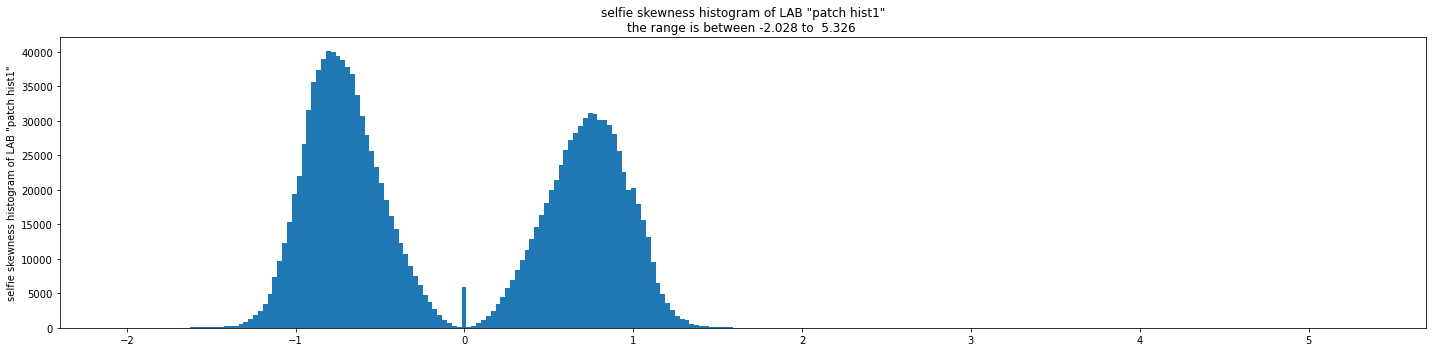 selfie skewness histogram of LAB "patch hist1"
the range is between -2.028 to  5.326
selfie skewness histogram of LAB "patch hist1"
40000
35000
30000
25000
20000
15000
10000
5000
0
−2 −1 0 1 2 3 4 5